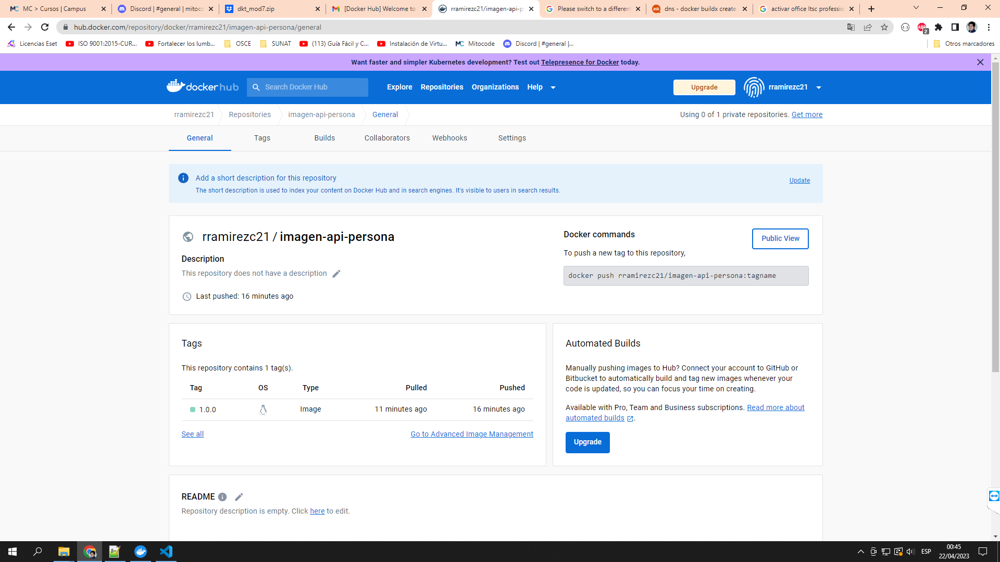 MC > Cursos | Campus
Discord | #general | mitoco
dkt_mod7.zip
[Docker Hub] Welcome to
rramirezc21/imagen-api-p
Please switch to a different
dns - docker buildx create
activar office ltsc professio
hub.docker.com/repository/docker/rramirezc21/imagen-api-persona/general
2
Licencias Eset
ISO 9001:2015-CUR...
Fortalecer los lumb...
OSCE
SUNAT
(113) Guía Fácil y C...
Instalación de Virtu...
MC Mitocode
Discord | #general |...
Otros marcadores
Want faster and simpler Kubernetes development? Test out Telepresence for Docker today.
dockerhub
Search Docker Hub
Explore
Repositories
Organizations
Help
Upgrade
rramirezc21
rramirezc21
Repositories
imagen-api-persona
General
Using 0 of 1 private repositories. Get more
General
Tags
Builds
Collaborators
Webhooks
Settings
Add a short description for this repository
Update
The short description is used to index your content on Docker Hub and in search engines. It's visible to users in search results.
rramirezc21 / imagen-api-persona
Description
This repository does not have a description
Last pushed: 16 minutes ago
Docker commands
Public View
To push a new tag to this repository,
docker push rramirezc21/imagen-api-persona:tagname
Tags
This repository contains 1 tag(s).
Tag OS Type Pulled Pushed
1.0.0 Image 11 minutes ago 16 minutes ago
See all
Go to Advanced Image Management
Automated Builds
Manually pushing images to Hub? Connect your account to GitHub or
Bitbucket to automatically build and tag new images whenever your
code is updated, so you can focus your time on creating.
Available with Pro, Team and Business subscriptions. Read more about
automated builds .
Upgrade
README
Repository description is empty. Click here to edit.
ESP
00:45
22/04/2023